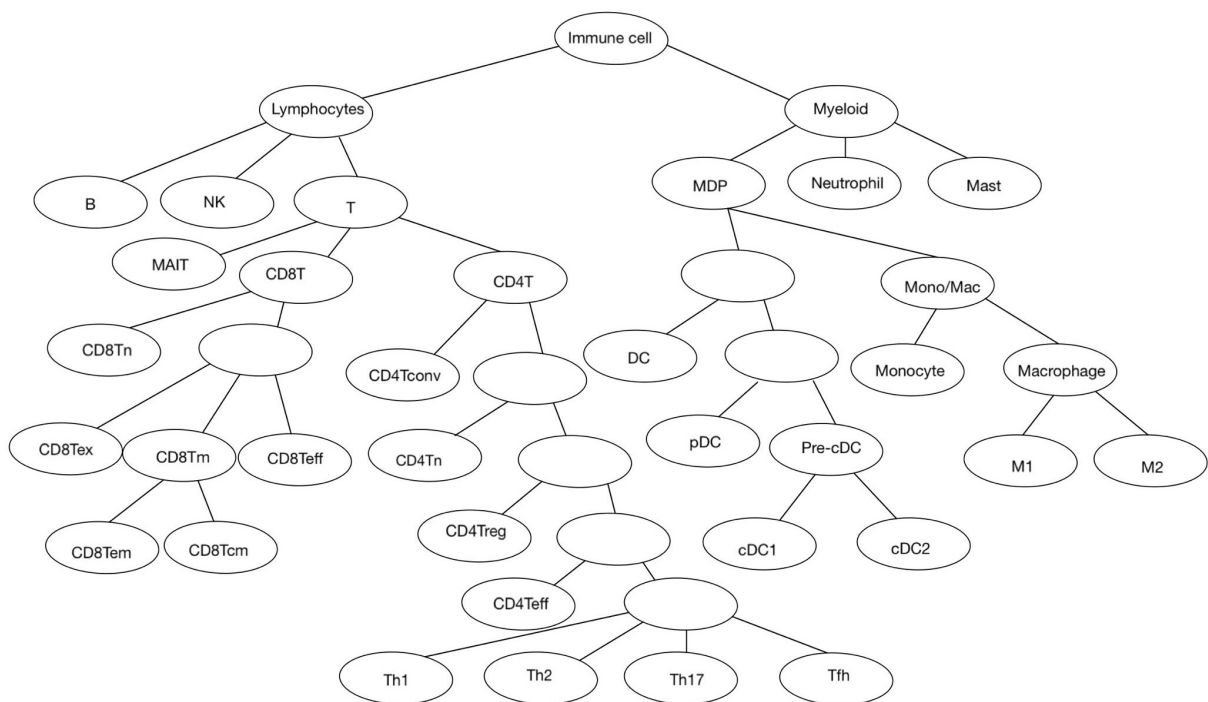 Immune cell
Lymphocytes
Myeloid
B
NK
T
MDP
Neutrophil
Mast
MAIT
CD8T
CD4T
Mono/Mac
CD8Tn
CD4Tconv
DC
Monocyte
Macrophage
CD8Tex
CD8Tm
CD8Teff
CD4Tn
pDC
Pre-cDC
M1
M2
CD8Tem
CD8Tcm
CD4Treg
cDC1
cDC2
CD4Teff
Th1
Th2
Th17
Tfh